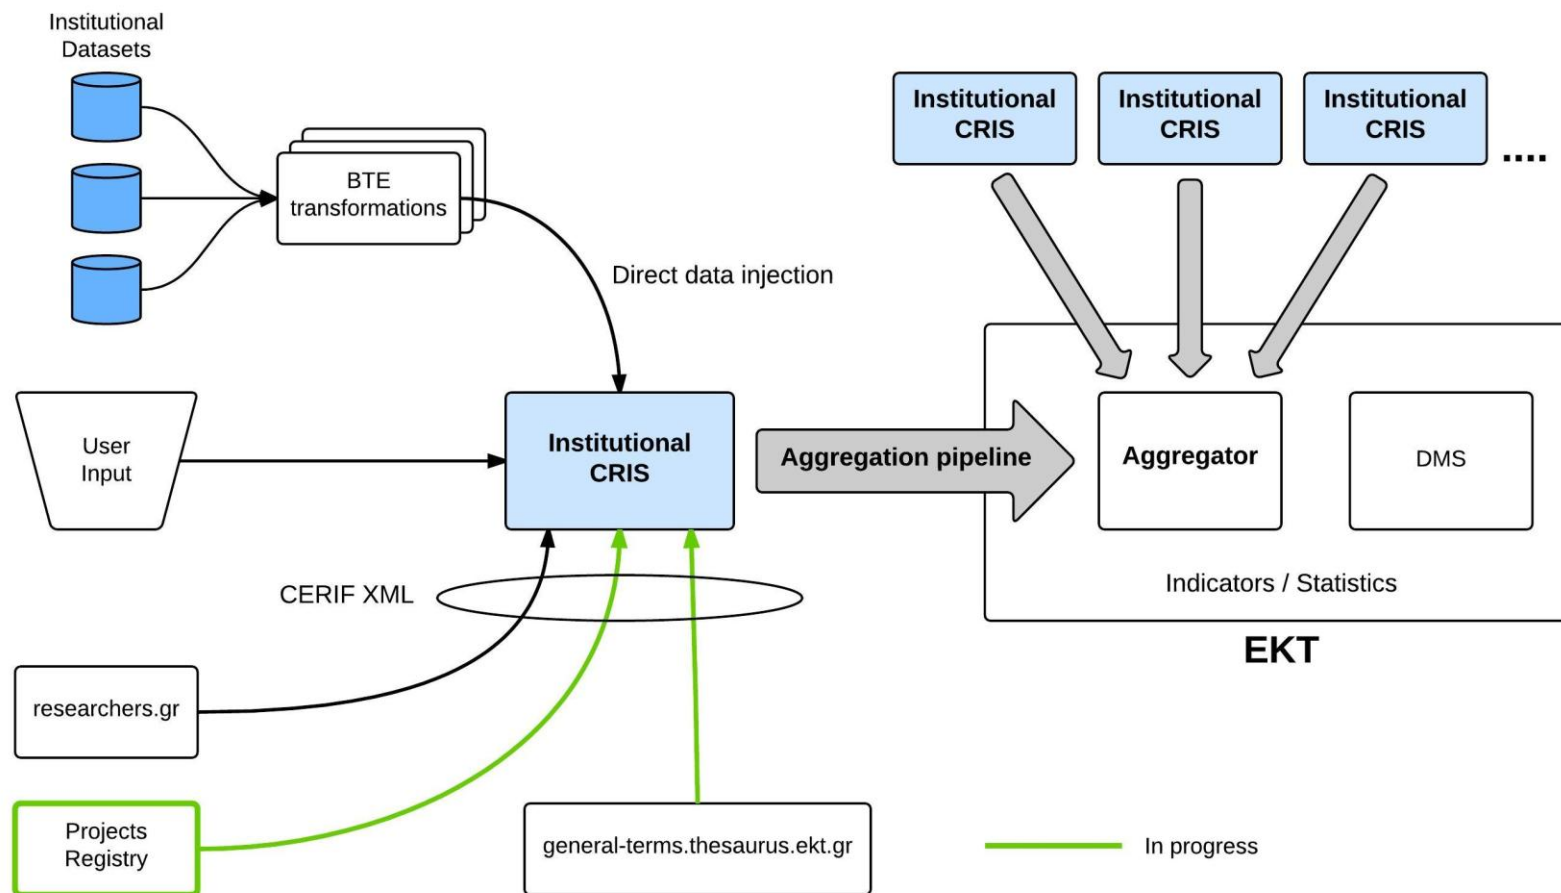 Institutional
Datasets
BTE
transformations
Direct data injection
User
Input
Institutional
CRIS
CERIF XML
researchers.gr
Projects
Registry
general-terms.thesaurus.ekt.gr
Institutional
CRIS
Institutional
CRIS
Institutional
CRIS
....
Aggregation pipeline
Aggregator
DMS
Indicators / Statistics
EKT
In progress